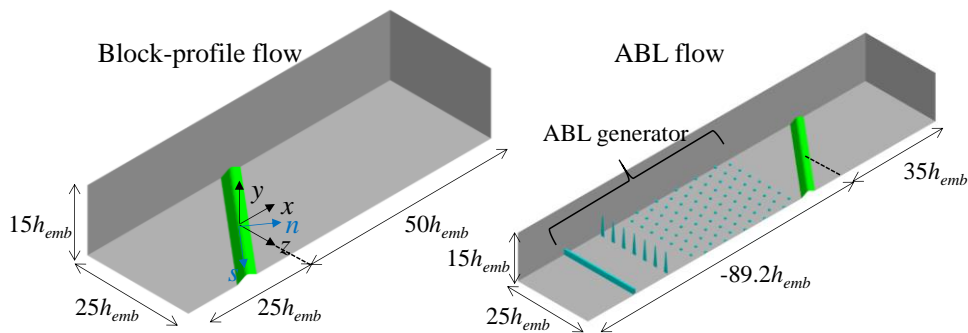 Block-profile flow
y
x
n
z
s
15h_emb
25h_emb
25h_emb
50h_emb
ABL flow
ABL generator
15h_emb
25h_emb
-89.2h_emb
35h_emb